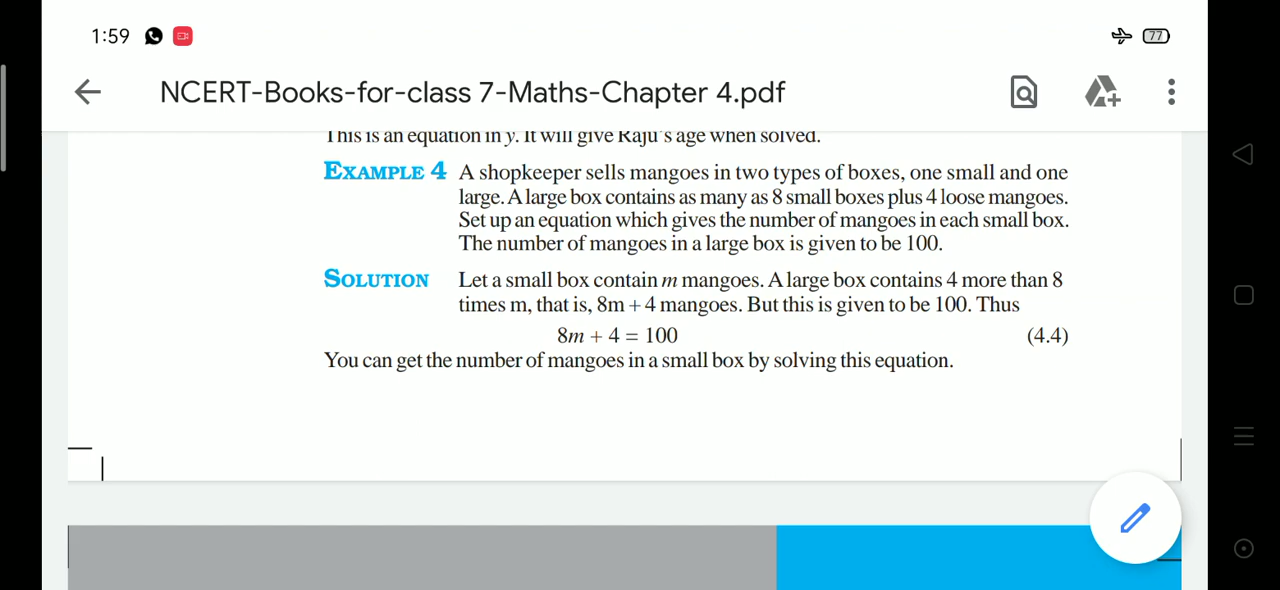 1:59
77
NCERT-Books-for-class 7-Maths-Chapter 4.pdf
This is an equation in y. It will give Raju's age when solved.
EXAMPLE 4 A shopkeeper sells mangoes in two types of boxes, one small and one
large. A large box contains as many as 8 small boxes plus 4 loose mangoes.
Set up an equation which gives the number of mangoes in each small box.
The number of mangoes in a large box is given to be 100.
SOLUTION Let a small box contain m mangoes. A large box contains 4 more than 8
times m, that is, 8m + 4 mangoes. But this is given to be 100. Thus
8m + 4 = 100 (4.4)
You can get the number of mangoes in a small box by solving this equation.